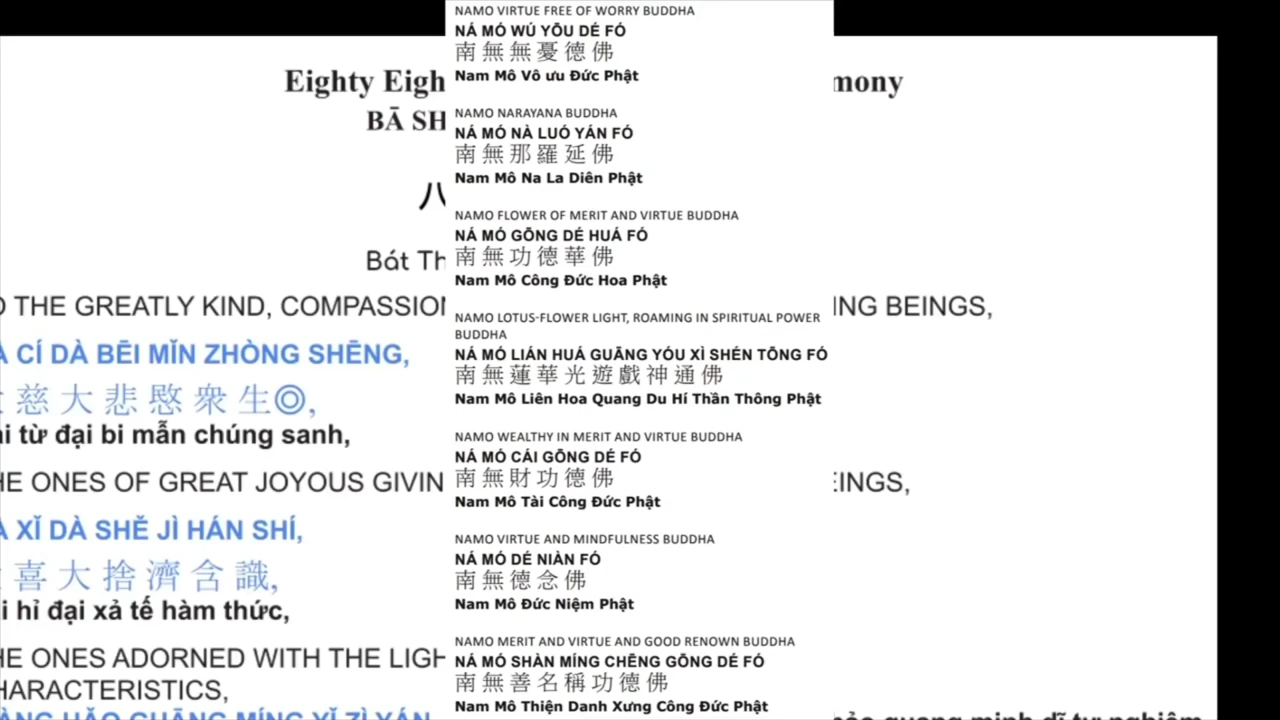 NAMO VIRTUE FREE OF WORRY BUDDHA
NÁ MÓ WÚ YŌU DÉ FÓ
南無無憂德佛
Nam Mô Vô ưu Đức Phật
NAMO NARAYANA BUDDHA
NÁ MÓ NÀ LUÓ YÁN FÓ
南無那羅延佛
Nam Mô Na La Diên Phật
NAMO FLOWER OF MERIT AND VIRTUE BUDDHA
NÁ MÓ GŌNG DÉ HUÁ FÓ
南無功德華佛
Nam Mô Công Đức Hoa Phật
NAMO LOTUS-FLOWER LIGHT, ROAMING IN SPIRITUAL POWER
BUDDHA
NÁ MÓ LIÁN HUÁ GUĀNG YÓU XÌ SHÉN TŌNG FÓ
南無蓮華光遊戲神通佛
Nam Mô Liên Hoa Quang Du Hí Thần Thông Phật
NAMO WEALTHY IN MERIT AND VIRTUE BUDDHA
NÁ MÓ CÁI GŌNG DÉ FÓ
南無財功德佛
Nam Mô Tài Công Đức Phật
NAMO VIRTUE AND MINDFULNESS BUDDHA
NÁ MÓ DÉ NIÀN FÓ
南無德念佛
Nam Mô Đức Niệm Phật
NAMO MERIT AND VIRTUE AND GOOD RENOWN BUDDHA
NÁ MÓ SHÀN MÍNG CHĒNG GŌNG DÉ FÓ
南無善名稱功德佛
Nam Mô Thiện Danh Xưng Công Đức Phật
Eighty Eigh mony
BĀ SH
八
Bát Th
THE GREATLY KIND, COMPASSION ING BEINGS,
CÍ DÀ BĒI MǏN ZHÒNG SHĒNG,
慈大悲愍衆生◎,
từ đại bi mẫn chúng sanh,
HE ONES OF GREAT JOYOUS GIVIN EINGS,
XǏ DÀ SHĚ JÌ HÁN SHÍ,
喜大捨濟含識,
hỉ đại xả tế hàm thức,
HE ONES ADORNED WITH THE LIGH
HARACTERISTICS,